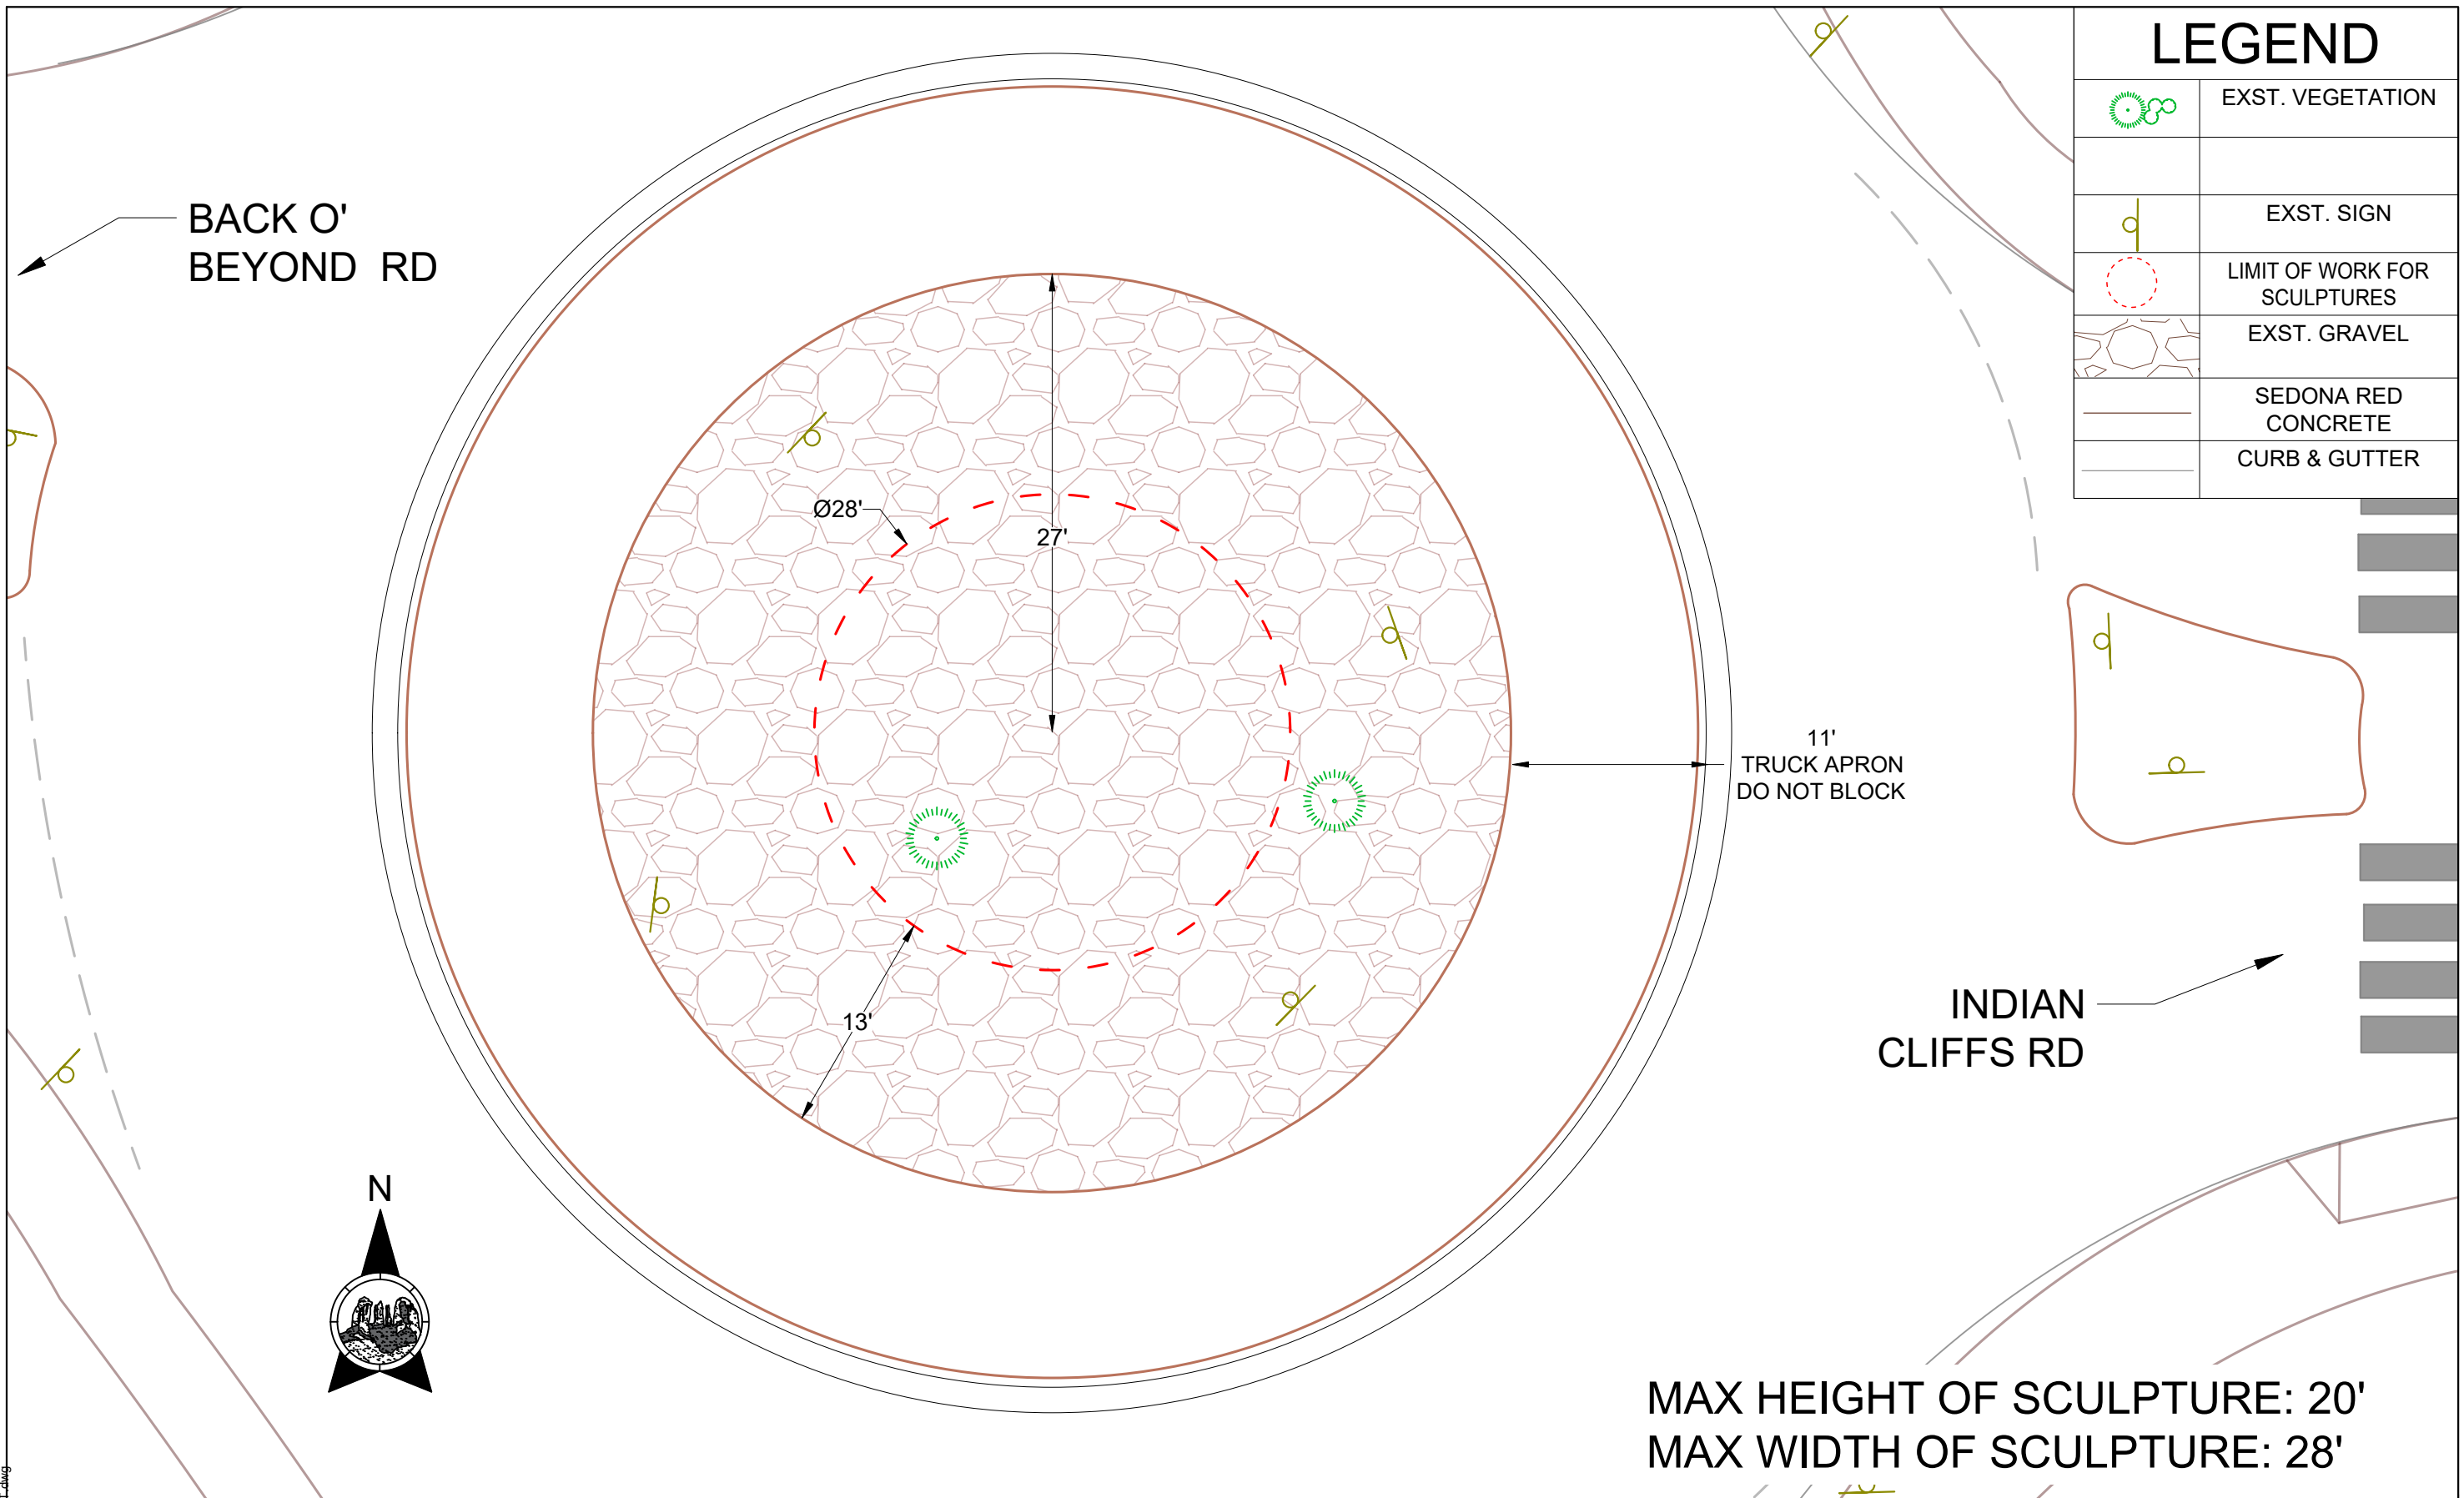 LEGEND
EXST. VEGETATION
EXST. SIGN
LIMIT OF WORK FOR
SCULPTURES
EXST. GRAVEL
SEDONA RED
CONCRETE
CURB & GUTTER
BACK O'
BEYOND RD
Ø28'
27'
11'
TRUCK APRON
DO NOT BLOCK
13'
INDIAN
CLIFFS RD
N
MAX HEIGHT OF SCULPTURE: 20'
MAX WIDTH OF SCULPTURE: 28'